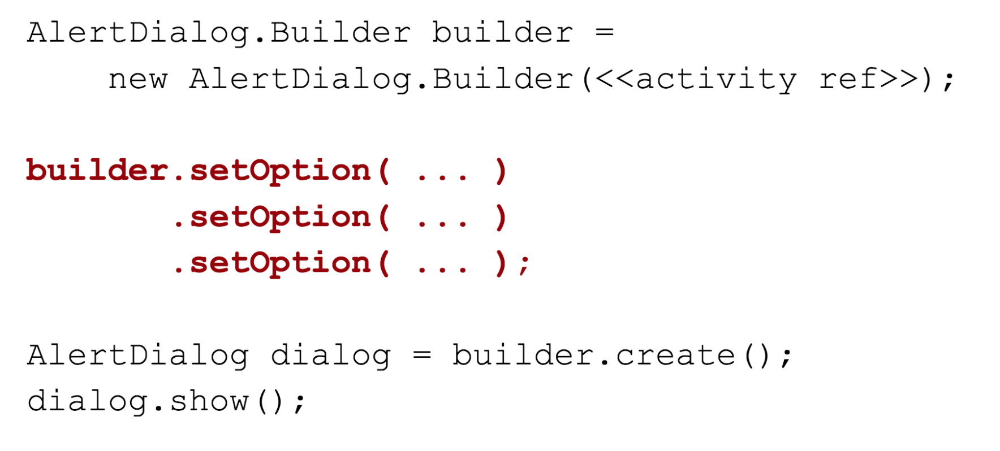 AlertDialog.Builder builder =
    new AlertDialog.Builder(<<activity ref>>);
builder.setOption( ... )
       .setOption( ... )
       .setOption( ... );
AlertDialog dialog = builder.create();
dialog.show();